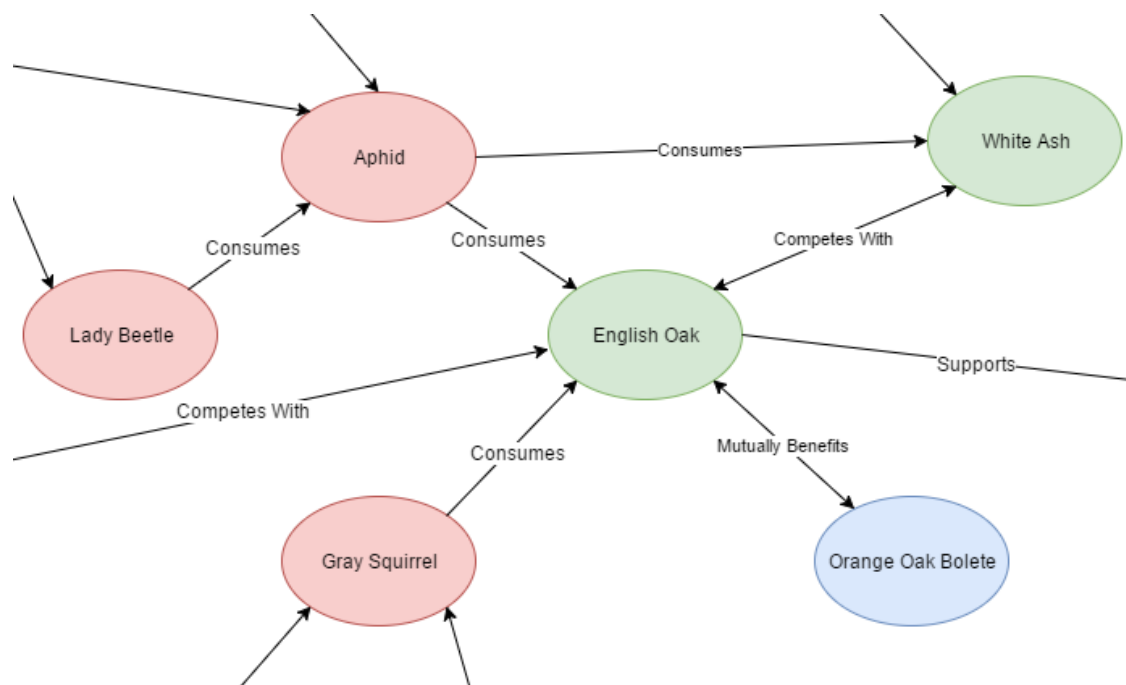 White Ash
Consumes
Aphid
Competes With
Consumes
Consumes
Lady Beetle
English Oak
Supports
Competes With
Mutually Benefits
Consumes
Gray Squirrel
Orange Oak Bolete